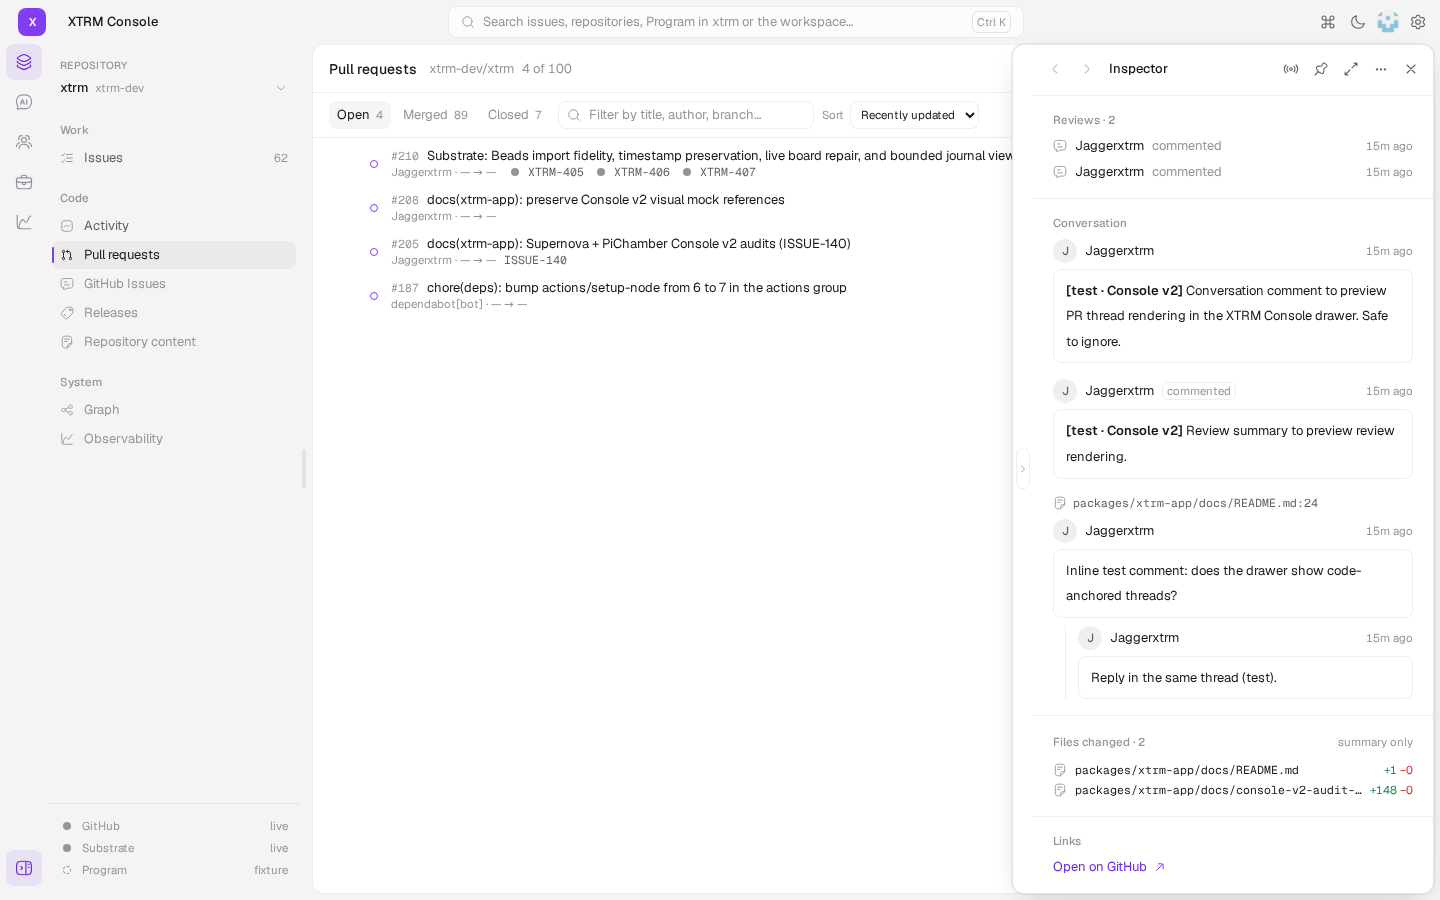 X XTRM Console
Search issues, repositories, Program in xtrm or the workspace... Ctrl K
AI
REPOSITORY
xtrm xtrm-dev
Work
Issues 62
Code
Activity
Pull requests
GitHub Issues
Releases
Repository content
System
Graph
Observability
GitHub live
Substrate live
Program fixture
Pull requests xtrm-dev/xtrm 4 of 100
Open 4 Merged 89 Closed 7 Filter by title, author, branch... Sort Recently updated
#210 Substrate: Beads import fidelity, timestamp preservation, live board repair, and bounded journal view
Jaggerxtrm · — → — XTRM-405 XTRM-406 XTRM-407
#208 docs(xtrm-app): preserve Console v2 visual mock references
Jaggerxtrm · — → —
#205 docs(xtrm-app): Supernova + PiChamber Console v2 audits (ISSUE-140)
Jaggerxtrm · — → — ISSUE-140
#187 chore(deps): bump actions/setup-node from 6 to 7 in the actions group
dependabot[bot] · — → —
Inspector
Reviews · 2
Jaggerxtrm commented 15m ago
Jaggerxtrm commented 15m ago
Conversation
J Jaggerxtrm 15m ago
[test · Console v2] Conversation comment to preview
PR thread rendering in the XTRM Console drawer. Safe
to ignore.
J Jaggerxtrm commented 15m ago
[test · Console v2] Review summary to preview review
rendering.
packages/xtrm-app/docs/README.md:24
J Jaggerxtrm 15m ago
Inline test comment: does the drawer show code-
anchored threads?
J Jaggerxtrm 15m ago
Reply in the same thread (test).
Files changed · 2 summary only
packages/xtrm-app/docs/README.md +1 −0
packages/xtrm-app/docs/console-v2-audit-… +148 −0
Links
Open on GitHub ↗